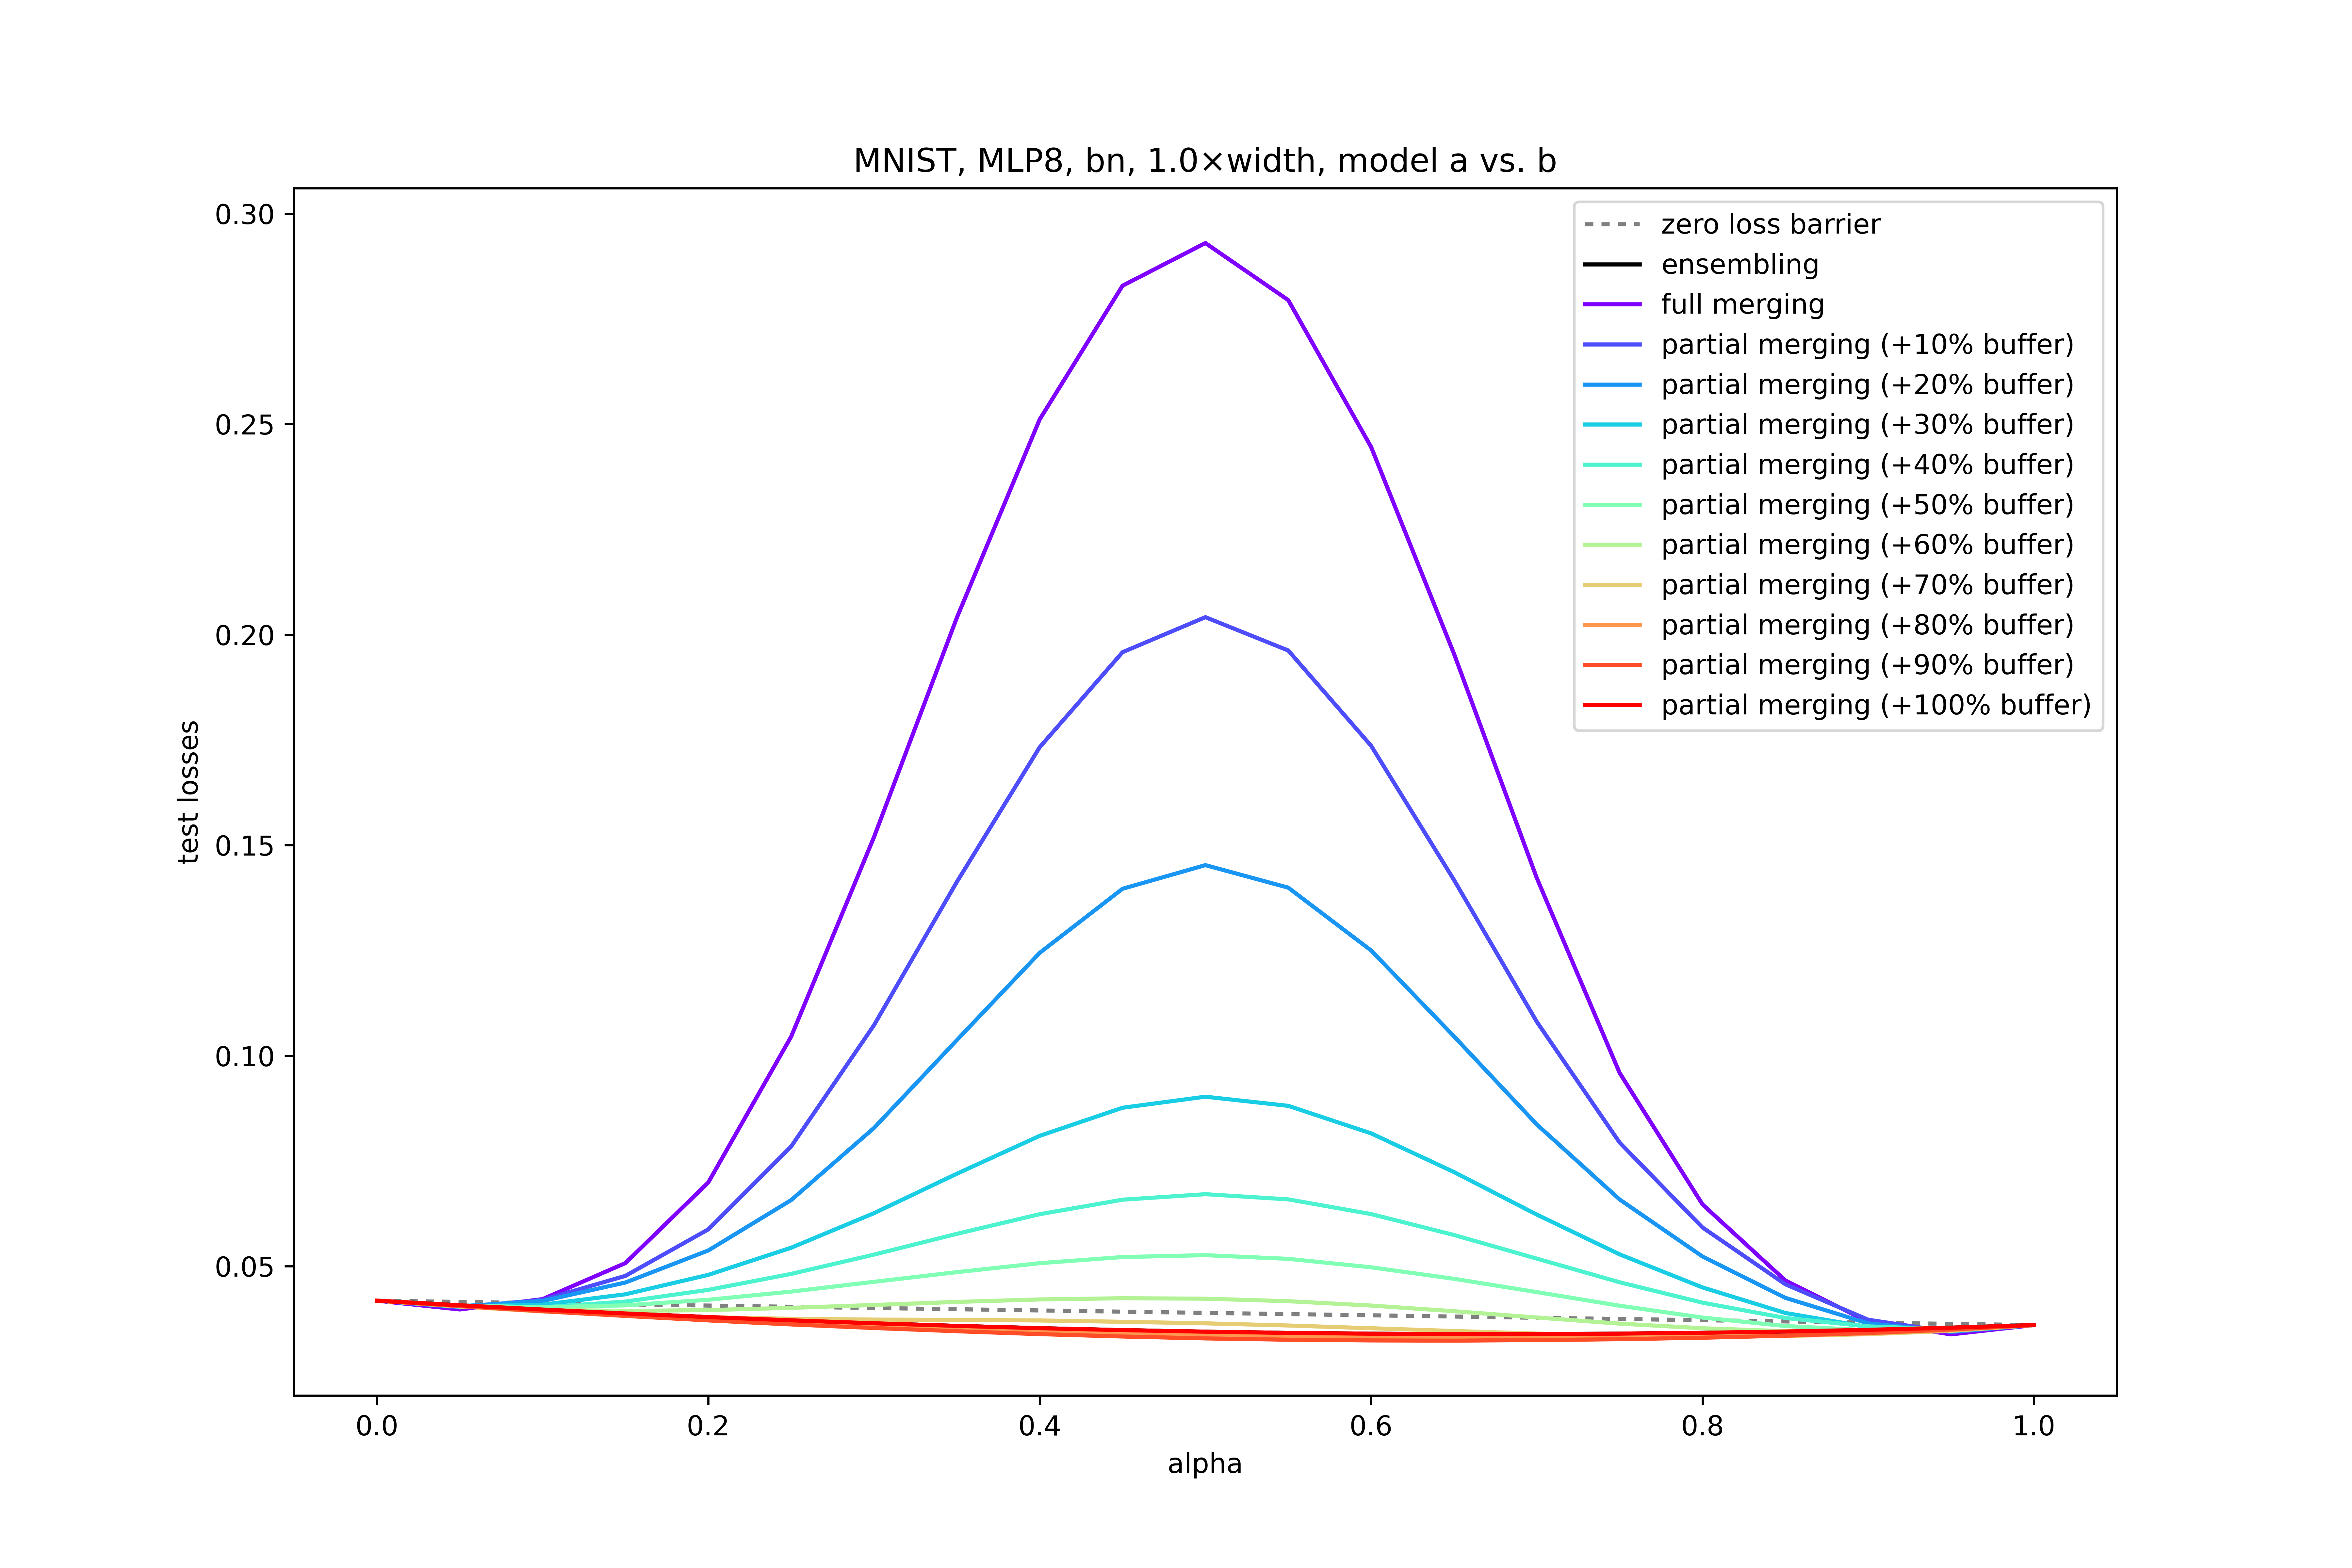 MNIST, MLP8, bn, 1.0×width, model a vs. b
0.30
0.25
0.20
0.15
0.10
0.05
test losses
zero loss barrier
ensembling
full merging
partial merging (+10% buffer)
partial merging (+20% buffer)
partial merging (+30% buffer)
partial merging (+40% buffer)
partial merging (+50% buffer)
partial merging (+60% buffer)
partial merging (+70% buffer)
partial merging (+80% buffer)
partial merging (+90% buffer)
partial merging (+100% buffer)
0.0 0.2 0.4 0.6 0.8 1.0
alpha